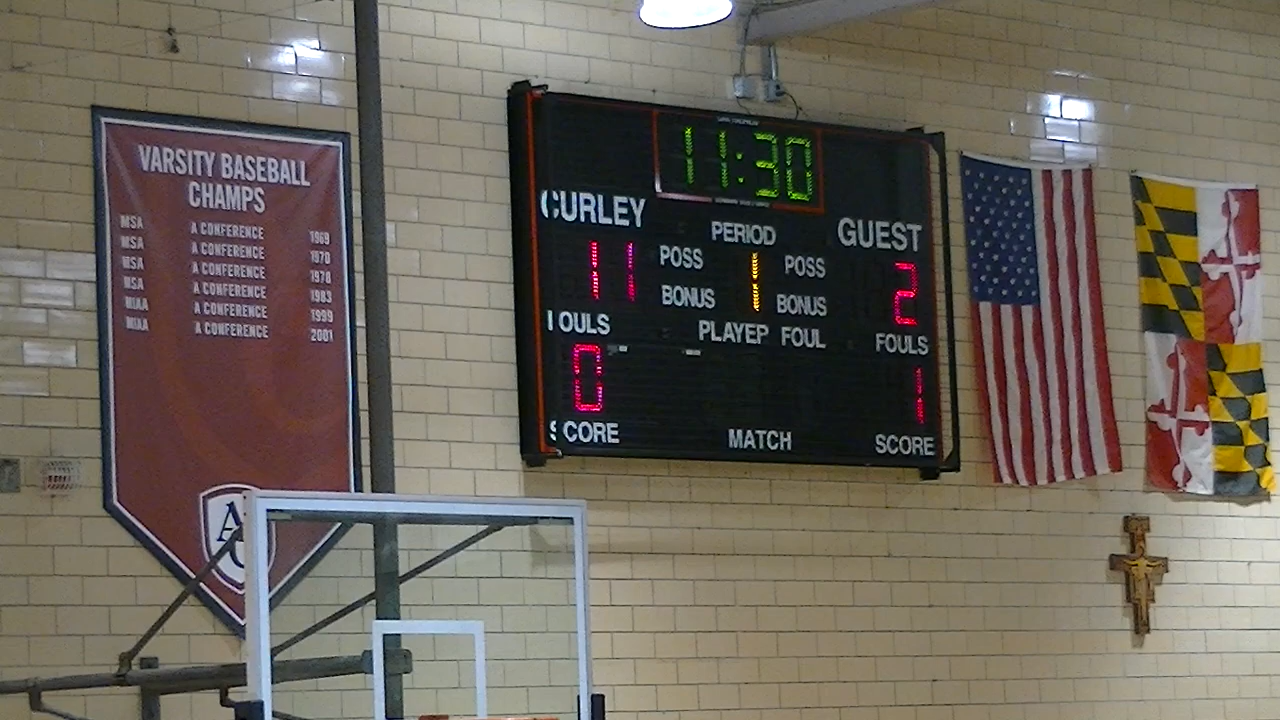 VARSITY BASEBALL
CHAMPS
MSA A CONFERENCE 1969
MSA A CONFERENCE 1970
MSA A CONFERENCE 1978
MSA A CONFERENCE 1983
MIAA A CONFERENCE 1999
MIAA A CONFERENCE 2001
11:30
CURLEY
PERIOD
GUEST
11
POSS
1
POSS
2
BONUS
BONUS
FOULS
PLAYER FOUL
FOULS
0
1
SCORE
MATCH
SCORE